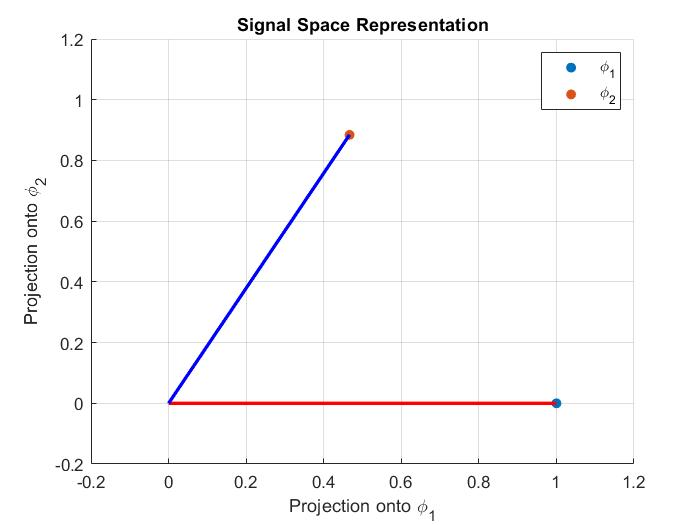 Signal Space Representation
ϕ1
ϕ2
1.2
1
0.8
0.6
0.4
0.2
0
-0.2
Projection onto ϕ2
-0.2 0 0.2 0.4 0.6 0.8 1 1.2
Projection onto ϕ1